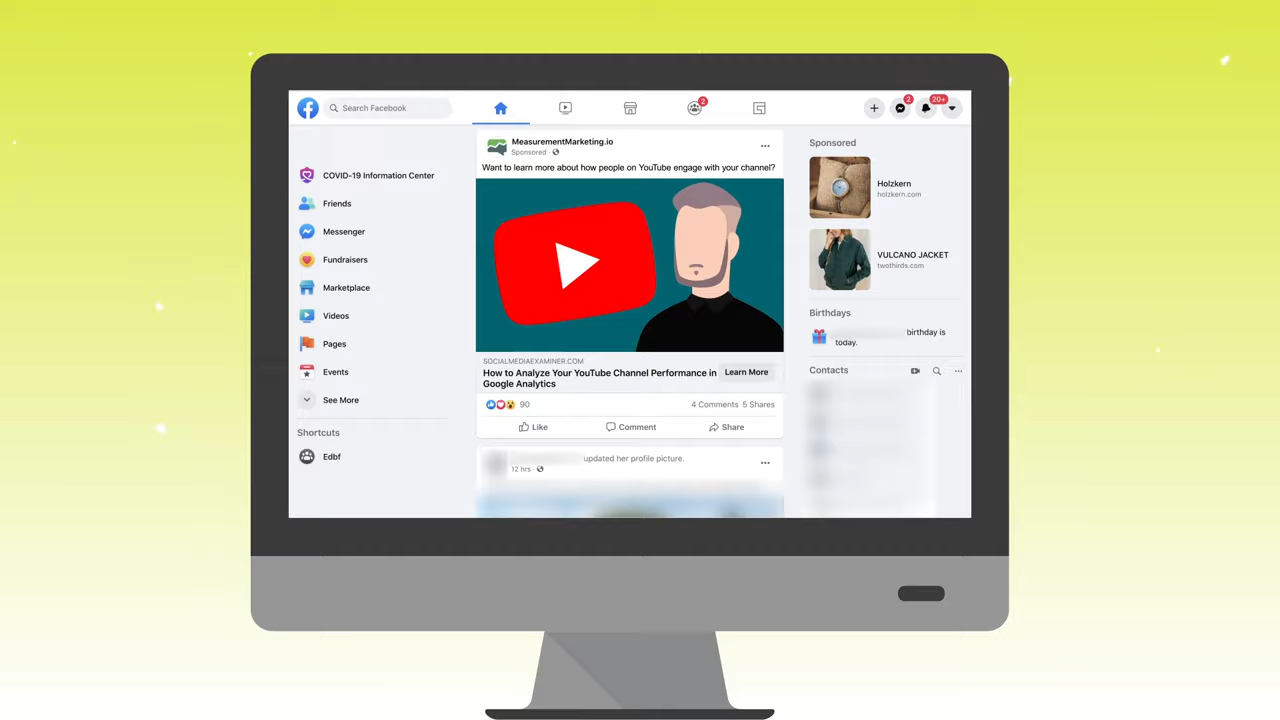 Search Facebook
2
2
20+
COVID-19 Information Center
Friends
Messenger
Fundraisers
Marketplace
Videos
Pages
Events
See More
Shortcuts
Edbf
MeasurementMarketing.io
Sponsored ·
Want to learn more about how people on YouTube engage with your channel?
SOCIALMEDIAEXAMINER.COM
How to Analyze Your YouTube Channel Performance in
Google Analytics
Learn More
90
4 Comments 5 Shares
Like
Comment
Share
updated her profile picture.
12 hrs ·
Sponsored
Holzkern
holzkern.com
VULCANO JACKET
twothirds.com
Birthdays
birthday is
today.
Contacts